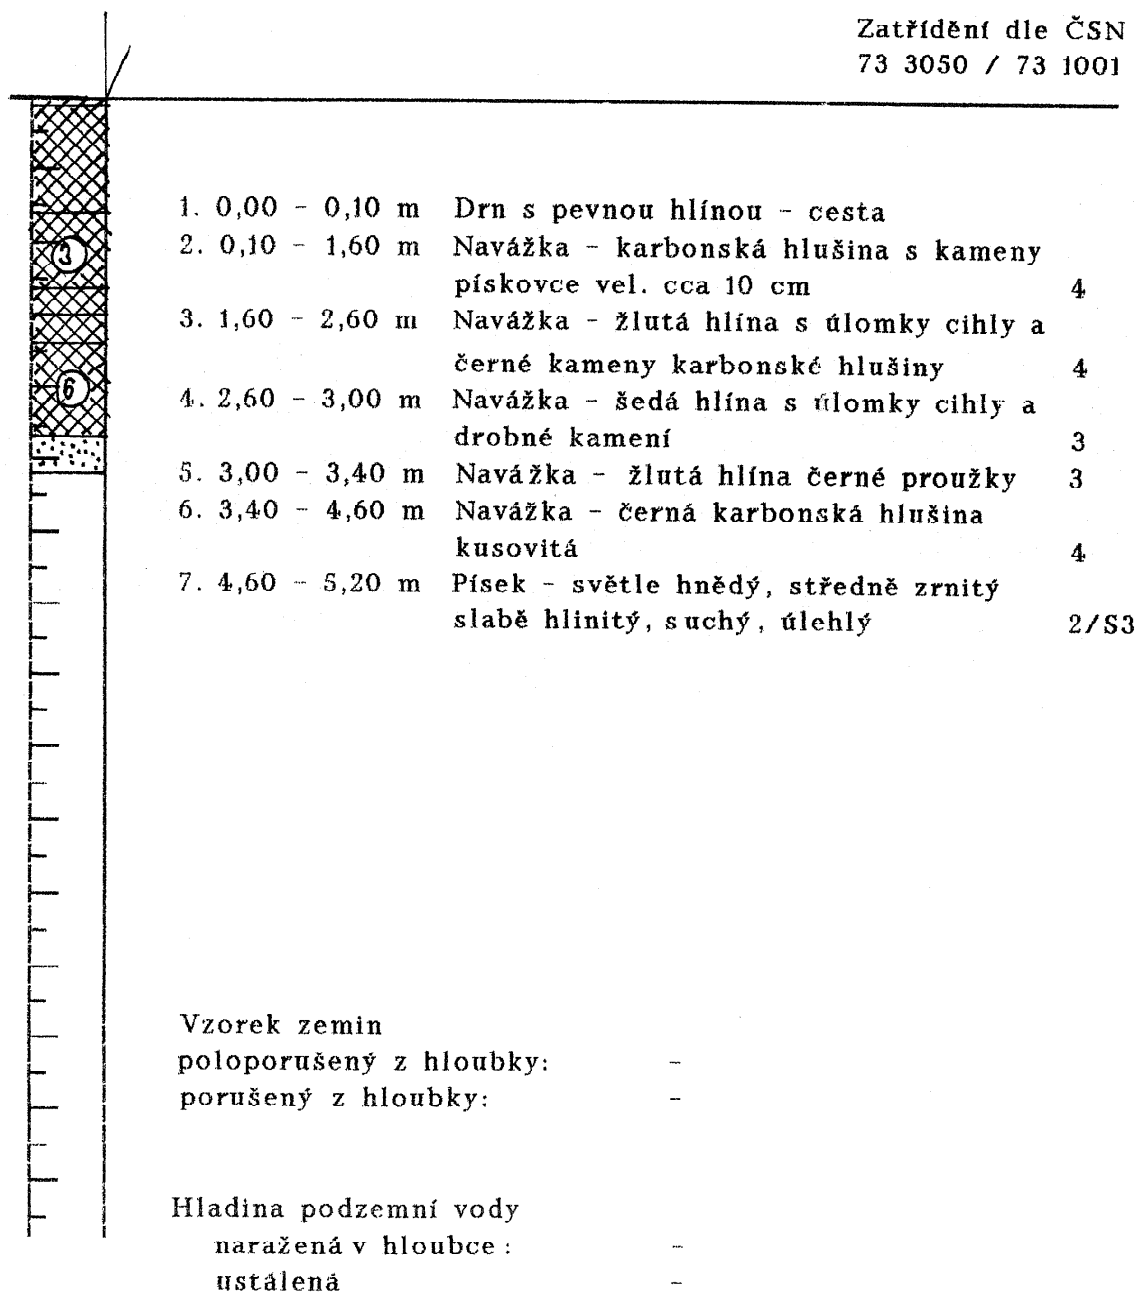 Zatřídění dle ČSN
73 3050 / 73 1001
1. 0,00 - 0,10 m Drn s pevnou hlínou - cesta
2. 0,10 - 1,60 m Navážka - karbonská hlušina s kameny
pískovce vel. cca 10 cm 4
3. 1,60 - 2,60 m Navážka - žlutá hlína s úlomky cihly a
černé kameny karbonské hlušiny 4
4. 2,60 - 3,00 m Navážka - šedá hlína s úlomky cihly a
drobné kamení 3
5. 3,00 - 3,40 m Navážka - žlutá hlína černé proužky 3
6. 3,40 - 4,60 m Navážka - černá karbonská hlušina
kusovitá 4
7. 4,60 - 5,20 m Písek - světle hnědý, středně zrnitý
slabě hlinitý, suchý, úlehlý 2/S3
3
6
Vzorek zemin
poloporušený z hloubky: -
porušený z hloubky: -
Hladina podzemní vody
naražená v hloubce : -
ustálená -